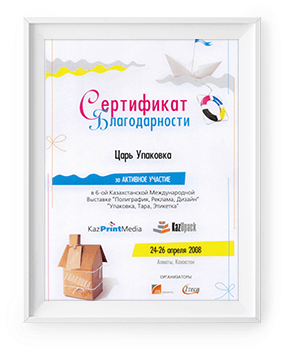 Сертификат
Благодарности
Царь Упаковка
за АКТИВНОЕ УЧАСТИЕ
в 6-ой Казахстанской Международной
Выставке "Полиграфия, Реклама, Дизайн"
"Упаковка, Тара, Этикетка"
KazPrintMedia
KazUpack
24-26 апреля 2008
Алматы, Казахстан
ОРГАНИЗАТОРЫ